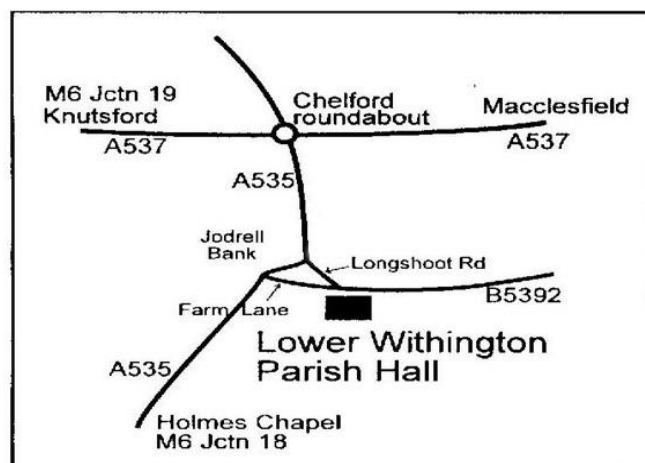 M6 Jctn 19
Knutsford
A537
Chelford
roundabout
Macclesfield
A537
A535
Jodrell
Bank
Longshoot Rd
Farm Lane
B5392
Lower Withington
Parish Hall
A535
Holmes Chapel
M6 Jctn 18